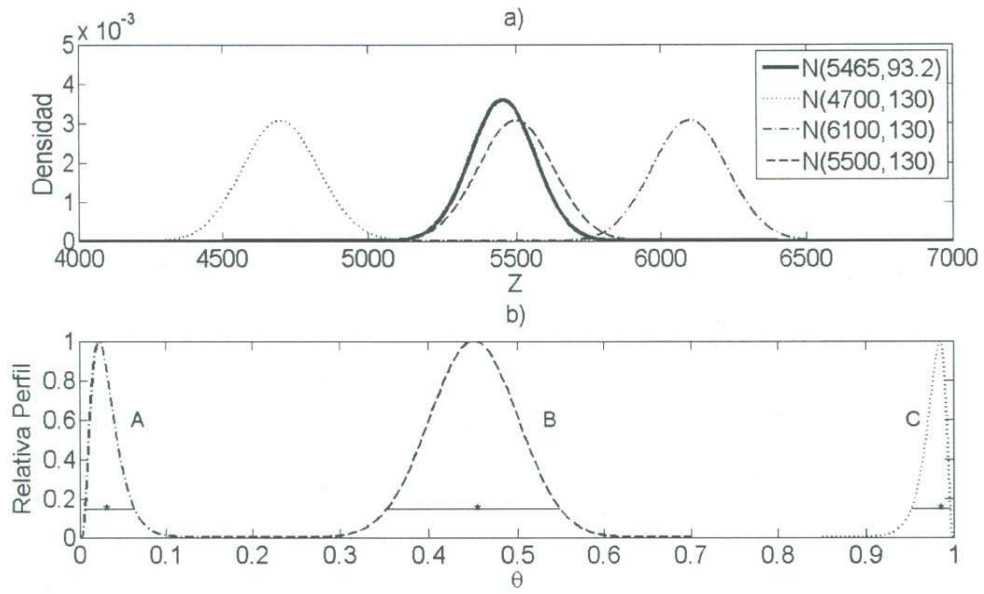 a)
5 x 10^-3
4
3
2
1
0
Densidad
4000 4500 5000 5500 6000 6500 7000
Z
N(5465,93.2)
N(4700,130)
N(6100,130)
N(5500,130)
b)
1
0.8
0.6
0.4
0.2
0
Relativa Perfil
A B C
* * *
0 0.1 0.2 0.3 0.4 0.5 0.6 0.7 0.8 0.9 1
θ